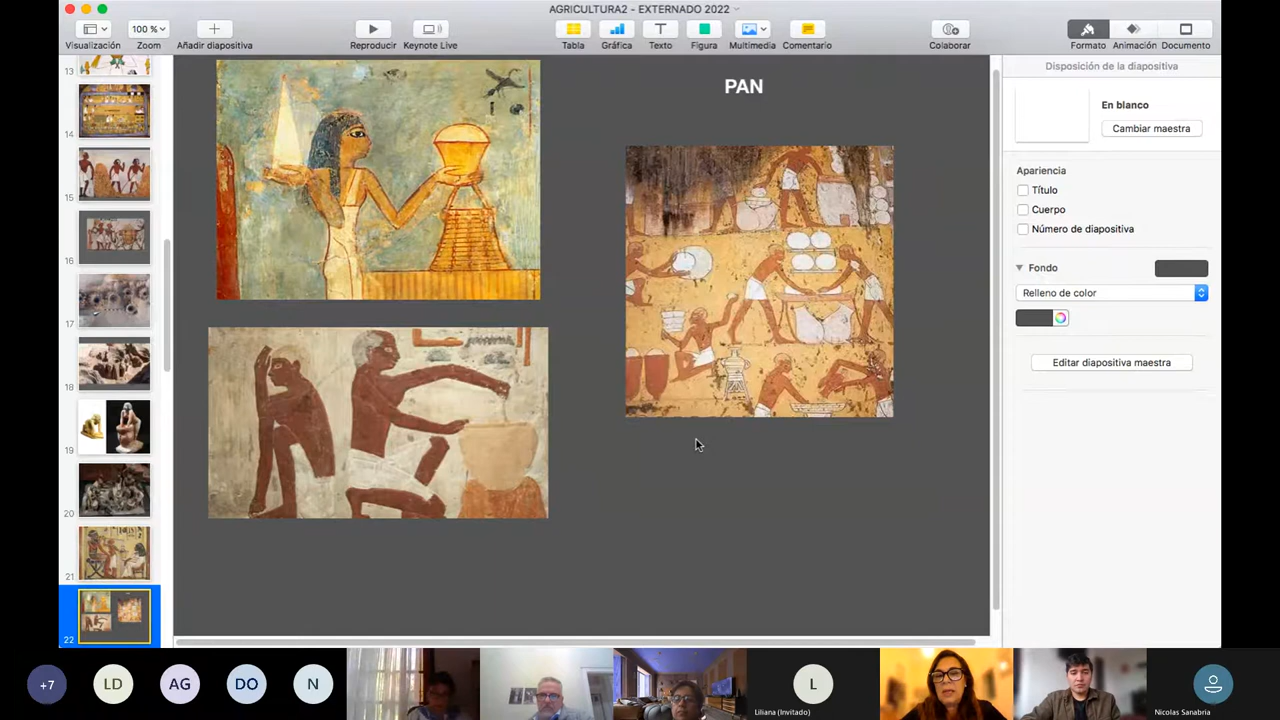 AGRICULTURA2 - EXTERNADO 2022
100 %
Visualización Zoom Añadir diapositiva Reproducir Keynote Live Tabla Gráfica Texto Figura Multimedia Comentario Colaborar Formato Animación Documento
Disposición de la diapositiva
En blanco
Cambiar maestra
Apariencia
Título
Cuerpo
Número de diapositiva
Fondo
Relleno de color
Editar diapositiva maestra
PAN
13
14
15
16
17
18
19
20
21
22
+7 LD AG DO N L
Liliana (Invitado)
Nicolas Sanabria